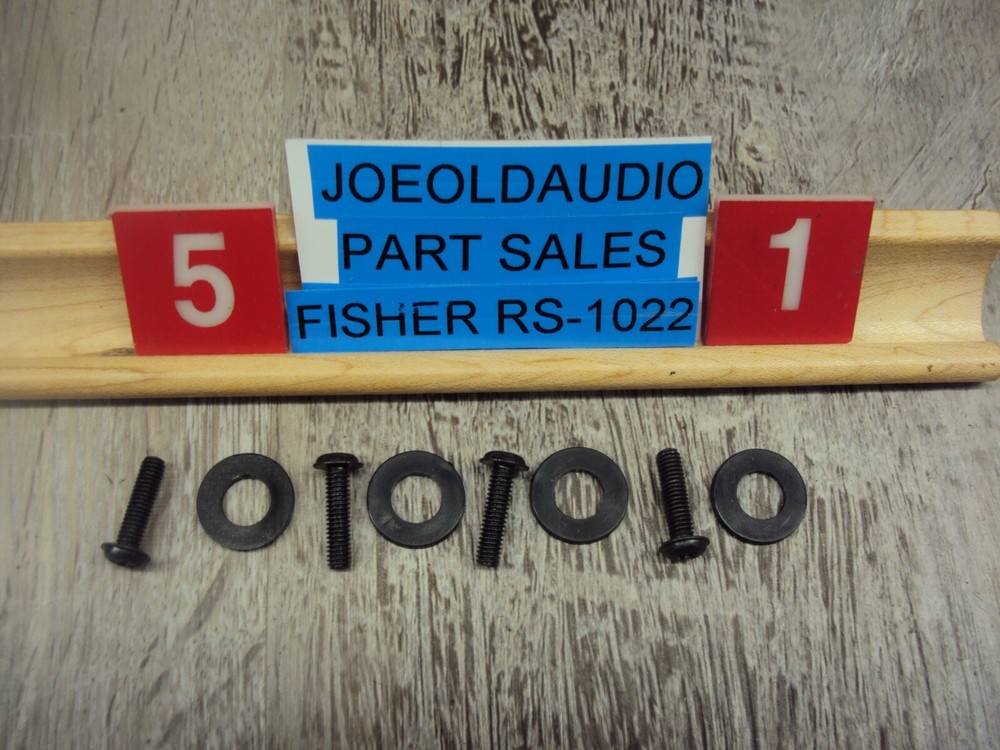 JOEOLDAUDIO
5 PART SALES 1
FISHER RS-1022